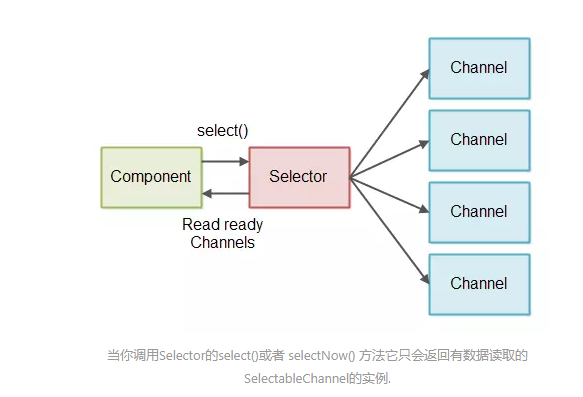 Channel
select()
Channel
Component
Selector
Channel
Read ready
Channels
Channel
当你调用Selector的select()或者 selectNow() 方法它只会返回有数据读取的
SelectableChannel的实例.